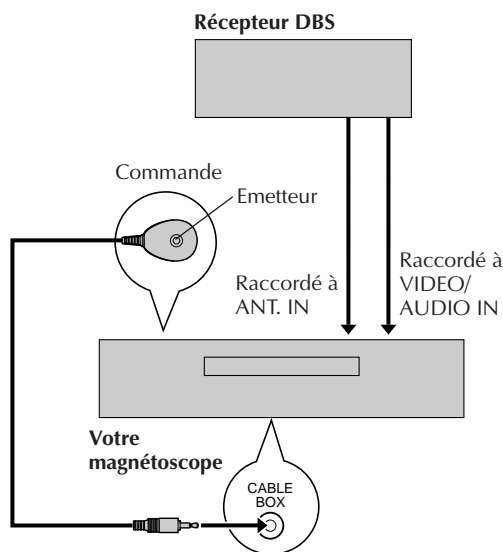 Récepteur DBS
Commande
Emetteur
Raccordé à
ANT. IN
Raccordé à
VIDEO/
AUDIO IN
Votre
magnétoscope
CABLE
BOX